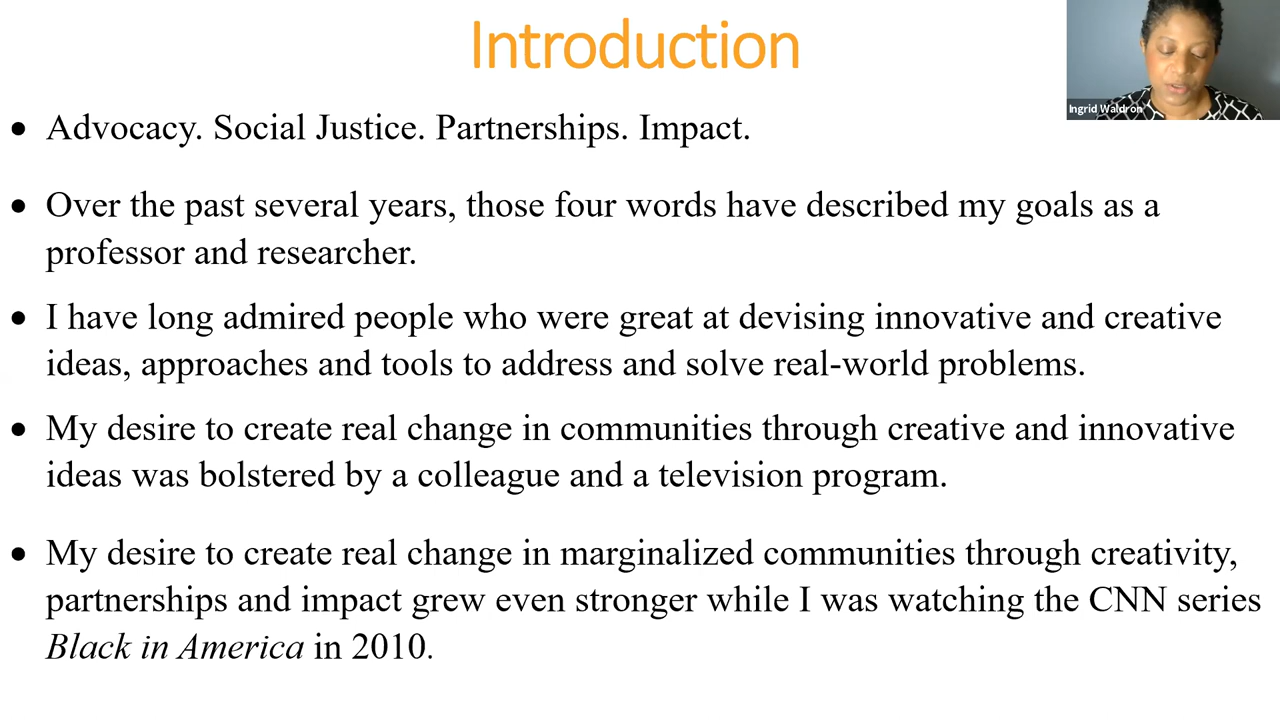 Introduction
Ingrid Waldron
• Advocacy. Social Justice. Partnerships. Impact.
• Over the past several years, those four words have described my goals as a
professor and researcher.
• I have long admired people who were great at devising innovative and creative
ideas, approaches and tools to address and solve real-world problems.
• My desire to create real change in communities through creative and innovative
ideas was bolstered by a colleague and a television program.
• My desire to create real change in marginalized communities through creativity,
partnerships and impact grew even stronger while I was watching the CNN series
Black in America in 2010.